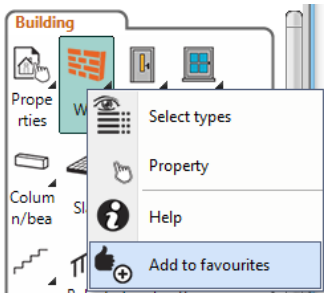 Building
Prope
rties
W
Select types
Property
Colum
n/bea
Sl
Help
Add to favourites